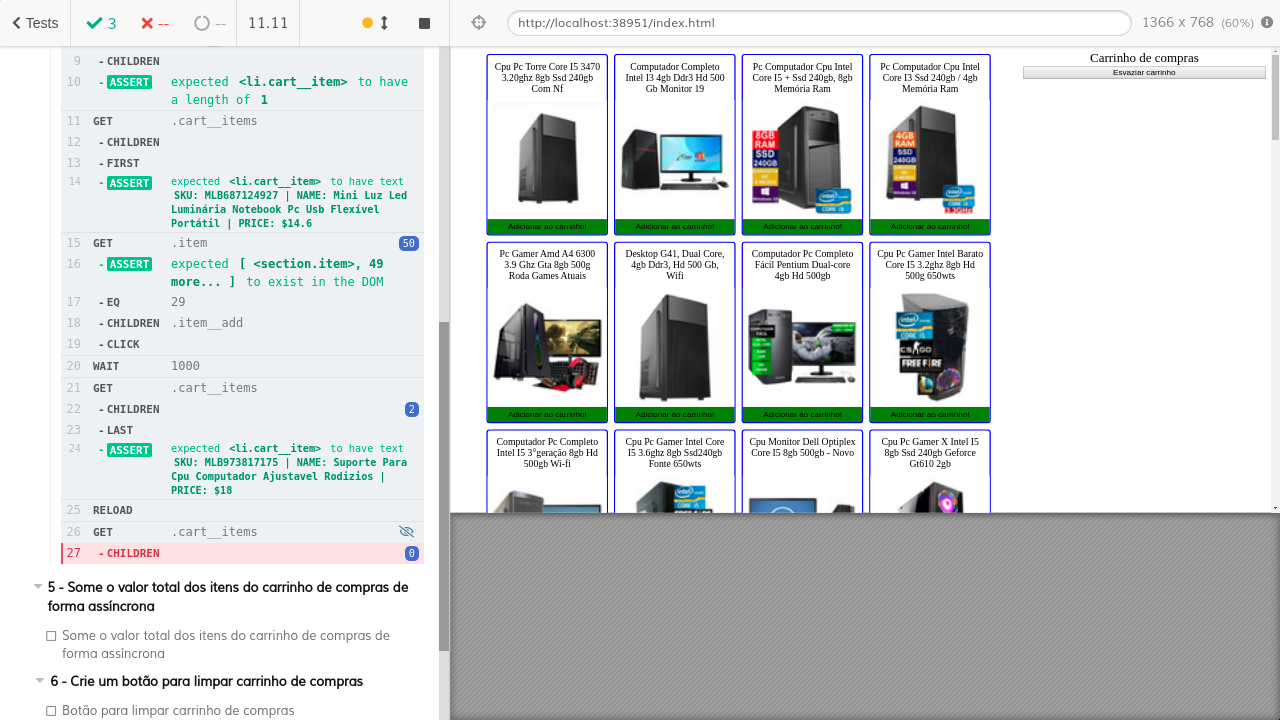 Tests
3
--
--
11.11
http://localhost:38951/index.html
1366 x 768 (60%)
9 -CHILDREN
10 -ASSERT expected <li.cart__item> to have
a length of 1
11 GET .cart__items
12 -CHILDREN
13 -FIRST
14 -ASSERT expected <li.cart__item> to have text
SKU: MLB687124927 | NAME: Mini Luz Led
Luminária Notebook Pc Usb Flexível
Portátil | PRICE: $14.6
15 GET .item 50
16 -ASSERT expected [ <section.item>, 49
more... ] to exist in the DOM
17 -EQ 29
18 -CHILDREN .item__add
19 -CLICK
20 WAIT 1000
21 GET .cart__items
22 -CHILDREN 2
23 -LAST
24 -ASSERT expected <li.cart__item> to have text
SKU: MLB973817175 | NAME: Suporte Para
Cpu Computador Ajustavel Rodizios |
PRICE: $18
25 RELOAD
26 GET .cart__items
27 -CHILDREN 0
5 - Some o valor total dos itens do carrinho de compras de
forma assíncrona
Some o valor total dos itens do carrinho de compras de
forma assíncrona
6 - Crie um botão para limpar carrinho de compras
Botão para limpar carrinho de compras
Cpu Pc Torre Core I5 3470
3.20ghz 8gb Ssd 240gb
Com Nf
Adicionar ao carrinho!
Computador Completo
Intel I3 4gb Ddr3 Hd 500
Gb Monitor 19
Adicionar ao carrinho!
Pc Computador Cpu Intel
Core I5 + Ssd 240gb, 8gb
Memória Ram
8GB
RAM
SSD
240GB
Windows 10
CORE i5
Adicionar ao carrinho!
Pc Computador Cpu Intel
Core I3 Ssd 240gb / 4gb
Memória Ram
4GB
RAM
SSD
240GB
Windows 10
Adicionar ao carrinho!
Pc Gamer Amd A4 6300
3.9 Ghz Gta 8gb 500g
Roda Games Atuais
Adicionar ao carrinho!
Desktop G41, Dual Core,
4gb Ddr3, Hd 500 Gb,
Wifi
Adicionar ao carrinho!
Computador Pc Completo
Fácil Pentium Dual-core
4gb Hd 500gb
Adicionar ao carrinho!
Cpu Pc Gamer Intel Barato
Core I5 3.2ghz 8gb Hd
500g 650wts
intel
CORE i5
CS:GO
FREE FIRE
Adicionar ao carrinho!
Computador Pc Completo
Intel I5 3°geração 8gb Hd
500gb Wi-fi
Cpu Pc Gamer Intel Core
I5 3.6ghz 8gb Ssd240gb
Fonte 650wts
Cpu Monitor Dell Optiplex
Core I5 8gb 500gb - Novo
Cpu Pc Gamer X Intel I5
8gb Ssd 240gb Geforce
Gt610 2gb
Carrinho de compras
Esvaziar carrinho